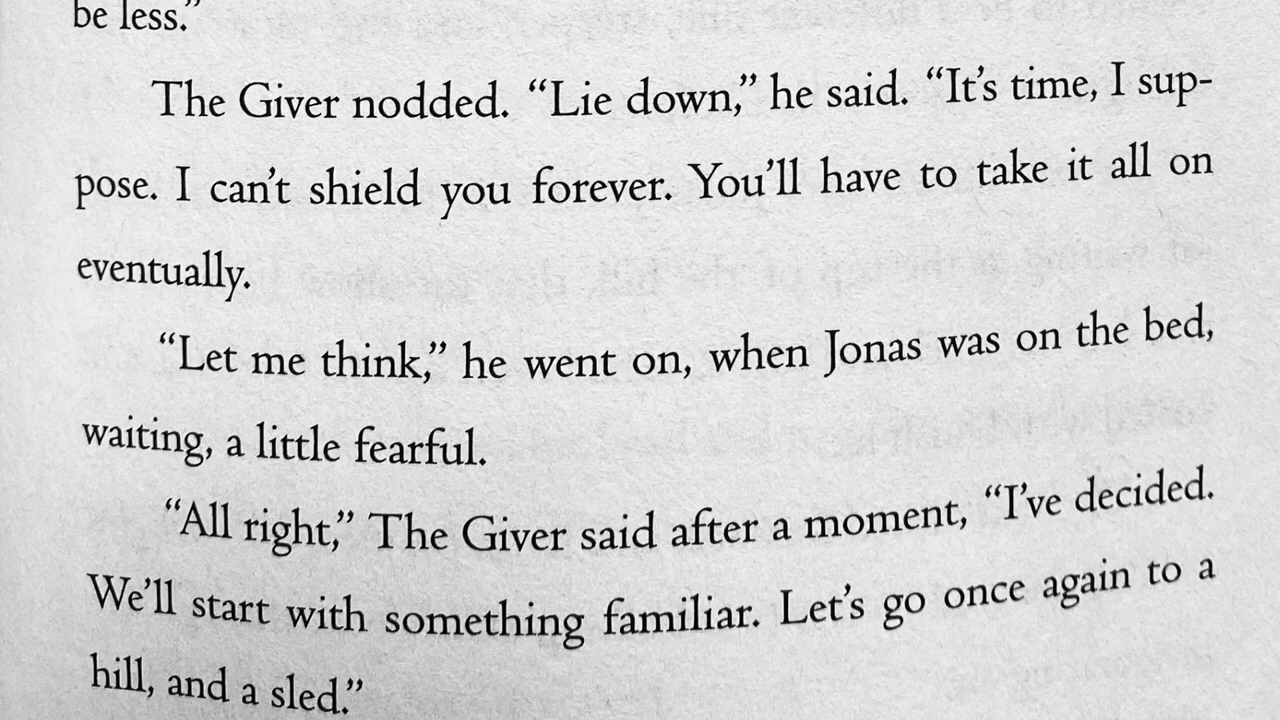 be less.”
The Giver nodded. “Lie down,” he said. “It’s time, I sup-
pose. I can’t shield you forever. You’ll have to take it all on
eventually.
“Let me think,” he went on, when Jonas was on the bed,
waiting, a little fearful.
“All right,” The Giver said after a moment, “I’ve decided.
We’ll start with something familiar. Let’s go once again to a
hill, and a sled.”